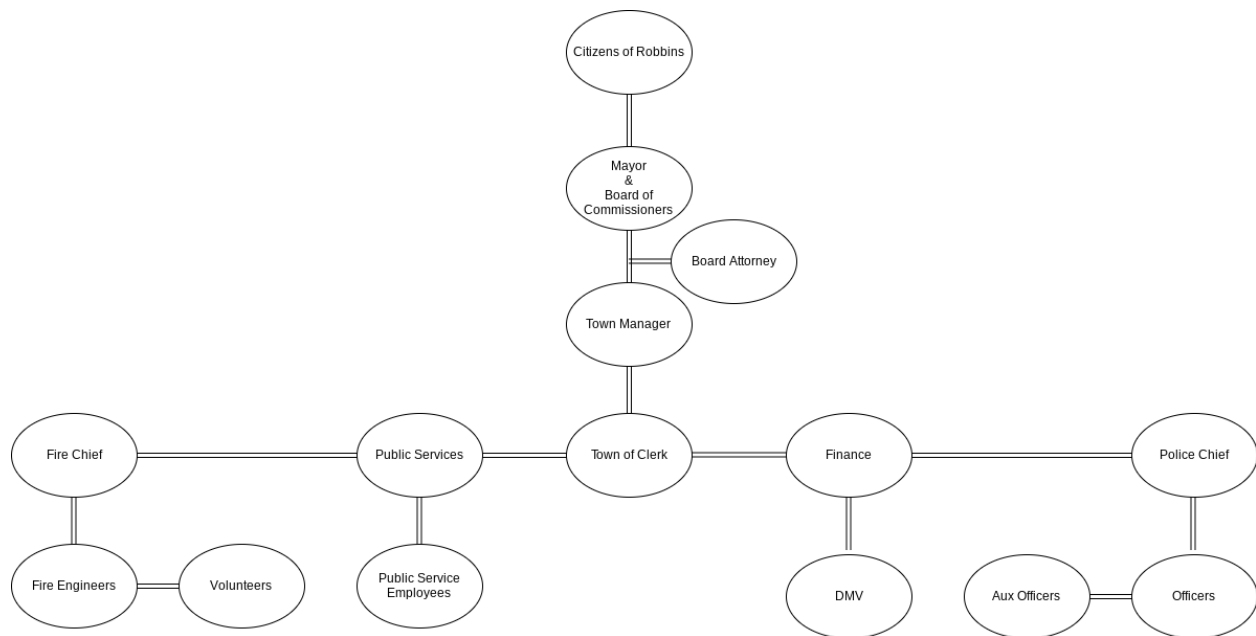 Citizens of Robbins
Mayor
&
Board of
Commissioners
Board Attorney
Town Manager
Fire Chief
Public Services
Town of Clerk
Finance
Police Chief
Fire Engineers
Volunteers
Public Service
Employees
DMV
Aux Officers
Officers